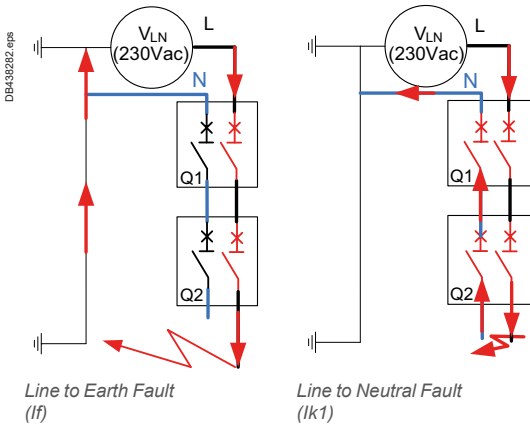 DB438282.eps
VLN
(230Vac)
L
N
Q1
Q2
Line to Earth Fault
(If)
VLN
(230Vac)
L
N
Q1
Q2
Line to Neutral Fault
(Ik1)